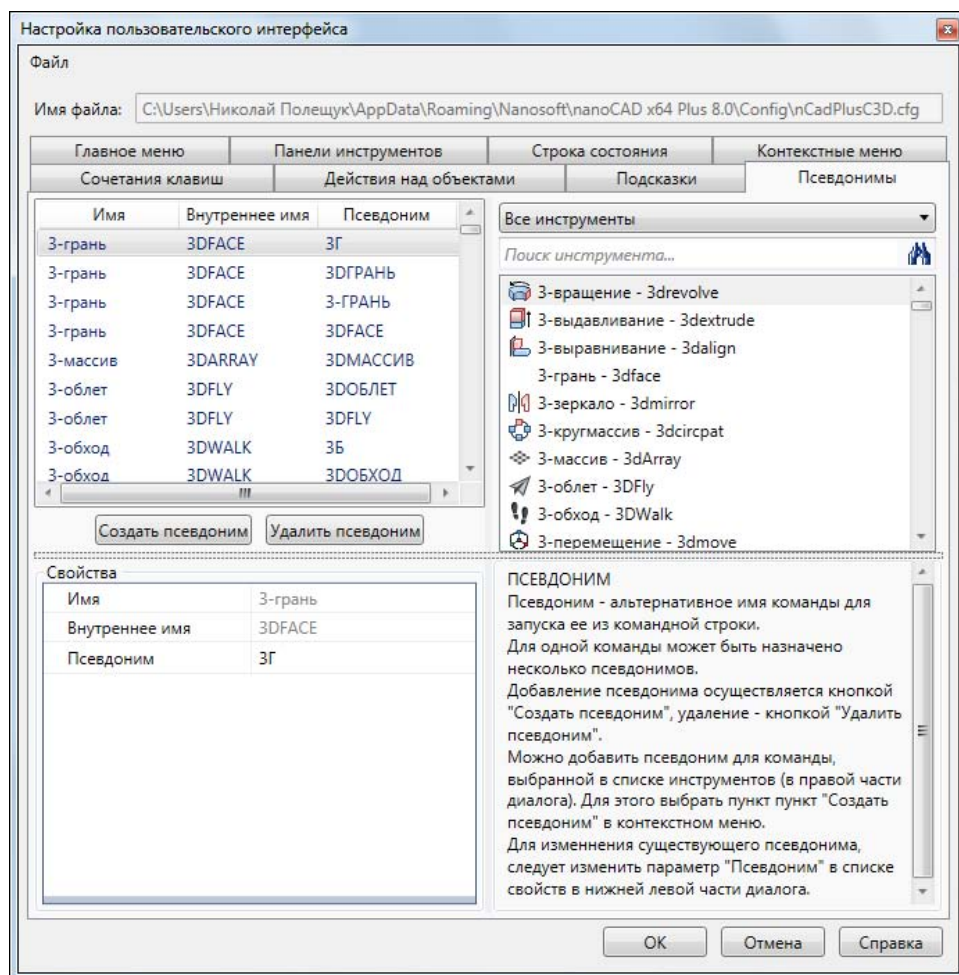 Настройка пользовательского интерфейса
Файл
Имя файла: C:\Users\Николай Полещук\AppData\Roaming\Nanosoft\nanoCAD x64 Plus 8.0\Config\nCadPlusC3D.cfg
Главное меню Панели инструментов Строка состояния Контекстные меню
Сочетания клавиш Действия над объектами Подсказки Псевдонимы
Имя Внутреннее имя Псевдоним
3-грань 3DFACE 3Г
3-грань 3DFACE 3DГРАНЬ
3-грань 3DFACE 3-ГРАНЬ
3-грань 3DFACE 3DFACE
3-массив 3DARRAY 3DМАССИВ
3-облет 3DFLY 3DОБЛЕТ
3-облет 3DFLY 3DFLY
3-обход 3DWALK 3Б
3-обход 3DWALK 3DОБХОД
Создать псевдоним Удалить псевдоним
Все инструменты
Поиск инструмента...
3-вращение - 3drevolve
3-выдавливание - 3dextrude
3-выравнивание - 3dalign
3-грань - 3dface
3-зеркало - 3dmirror
3-кругмассив - 3dcircpat
3-массив - 3dArray
3-облет - 3DFly
3-обход - 3DWalk
3-перемещение - 3dmove
Свойства
Имя 3-грань
Внутреннее имя 3DFACE
Псевдоним 3Г
ПСЕВДОНИМ
Псевдоним - альтернативное имя команды для
запуска ее из командной строки.
Для одной команды может быть назначено
несколько псевдонимов.
Добавление псевдонима осуществляется кнопкой
"Создать псевдоним", удаление - кнопкой "Удалить
псевдоним".
Можно добавить псевдоним для команды,
выбранной в списке инструментов (в правой части
диалога). Для этого выбрать пункт пункт "Создать
псевдоним" в контекстном меню.
Для изменнения существующего псевдонима,
следует изменить параметр "Псевдоним" в списке
свойств в нижней левой части диалога.
OK Отмена Справка